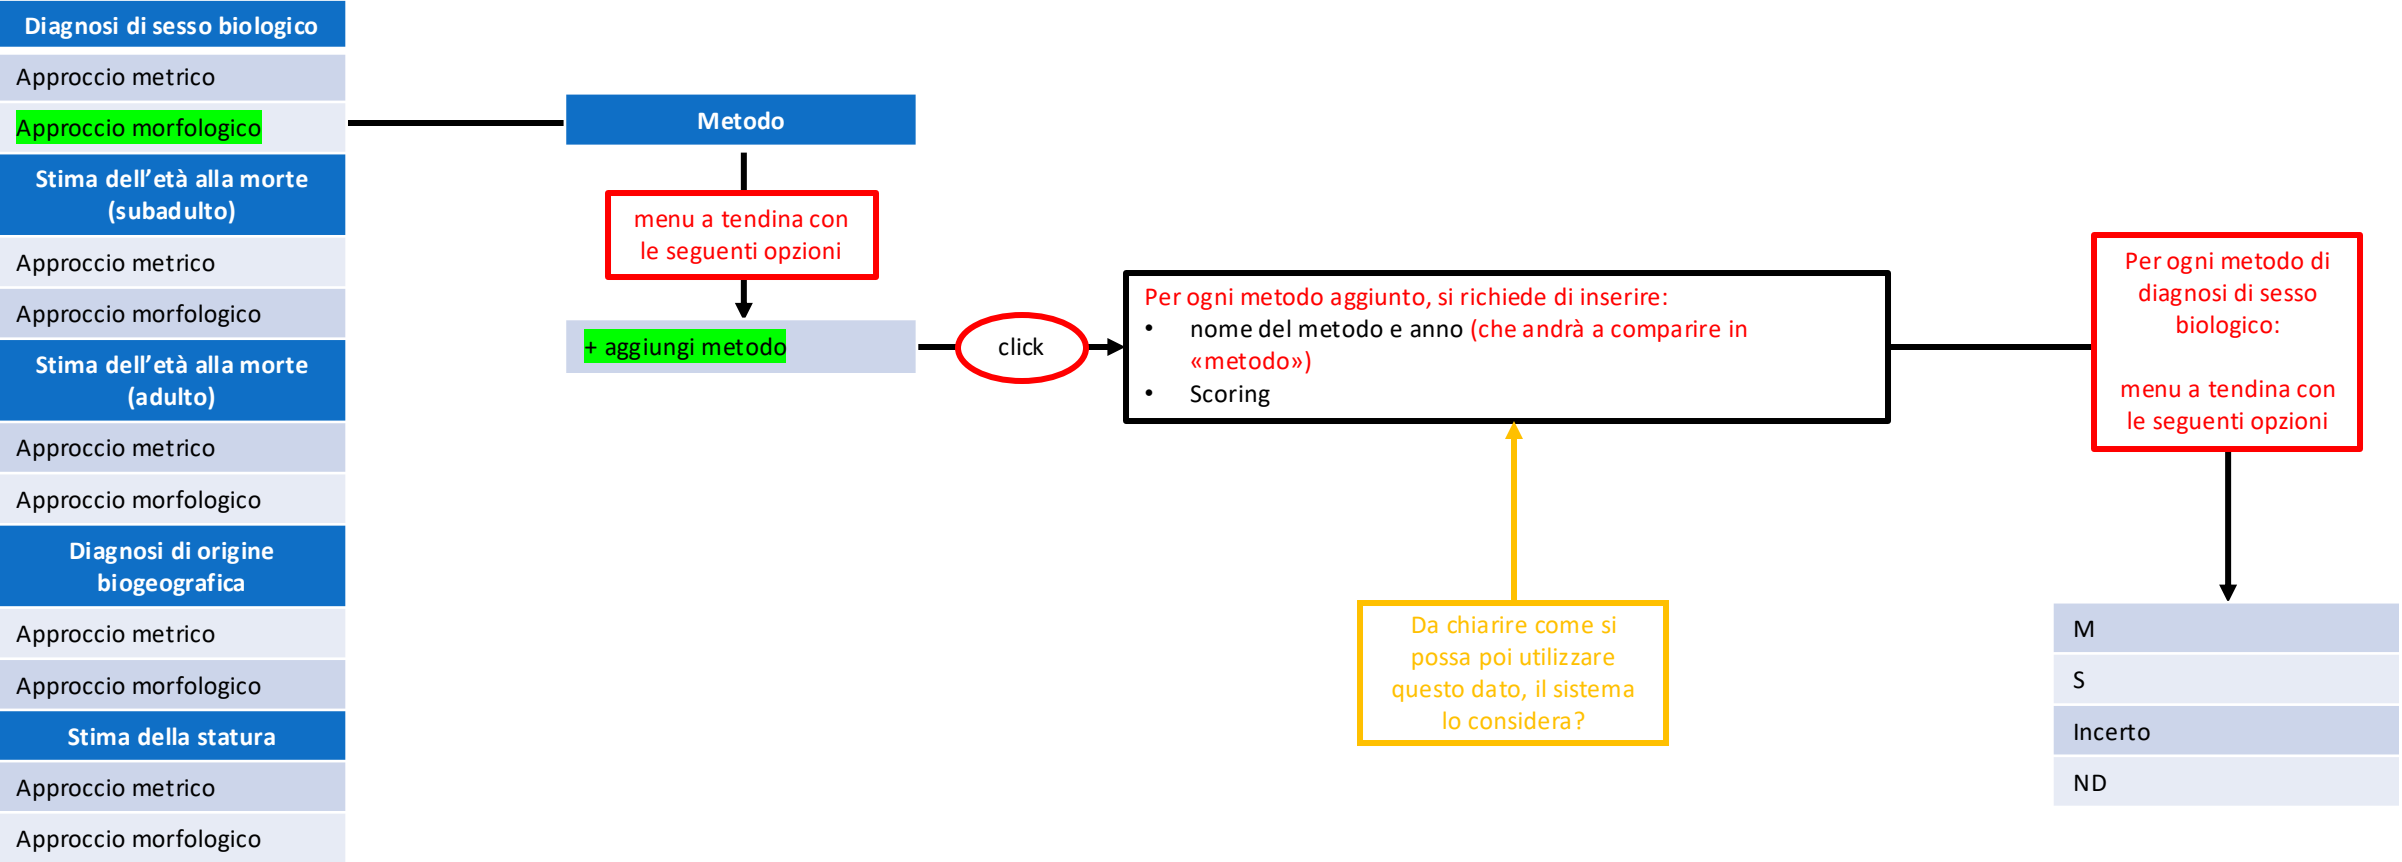 Diagnosi di sesso biologico
Approccio metrico
Approccio morfologico
Stima dell’età alla morte
(subadulto)
Approccio metrico
Approccio morfologico
Stima dell’età alla morte
(adulto)
Approccio metrico
Approccio morfologico
Diagnosi di origine
biogeografica
Approccio metrico
Approccio morfologico
Stima della statura
Approccio metrico
Approccio morfologico
Metodo
menu a tendina con
le seguenti opzioni
+ aggiungi metodo
click
Per ogni metodo aggiunto, si richiede di inserire:
• nome del metodo e anno (che andrà a comparire in
«metodo»)
• Scoring
Da chiarire come si
possa poi utilizzare
questo dato, il sistema
lo considera?
Per ogni metodo di
diagnosi di sesso
biologico:
menu a tendina con
le seguenti opzioni
M
S
Incerto
ND